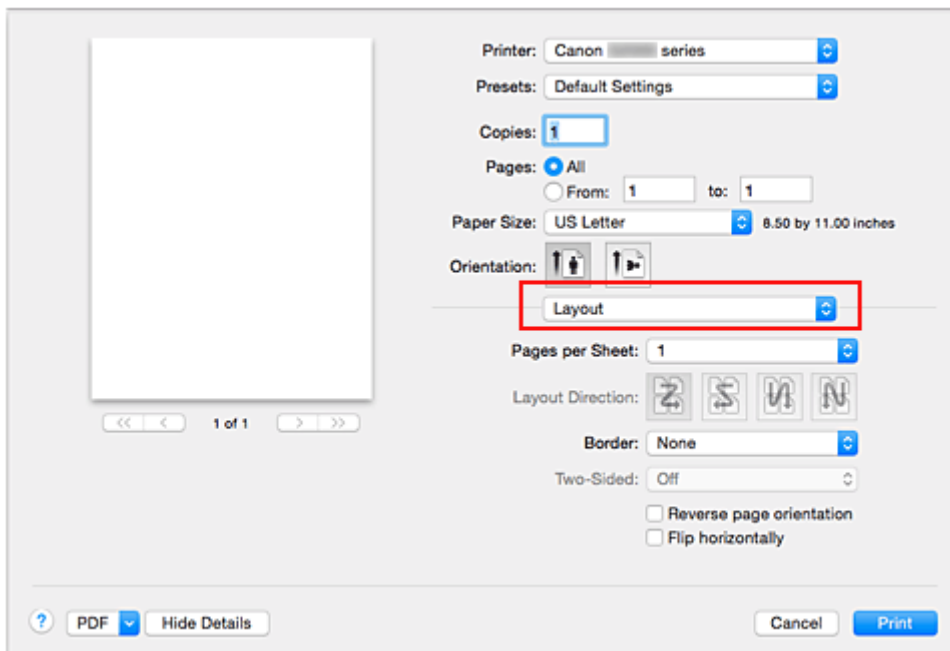 Printer: Canon series
Presets: Default Settings
Copies: 1
Pages: All
From: 1 to: 1
Paper Size: US Letter 8.50 by 11.00 inches
Orientation:
Layout
Pages per Sheet: 1
Layout Direction:
1 of 1
Border: None
Two-Sided: Off
Reverse page orientation
Flip horizontally
? PDF Hide Details Cancel Print